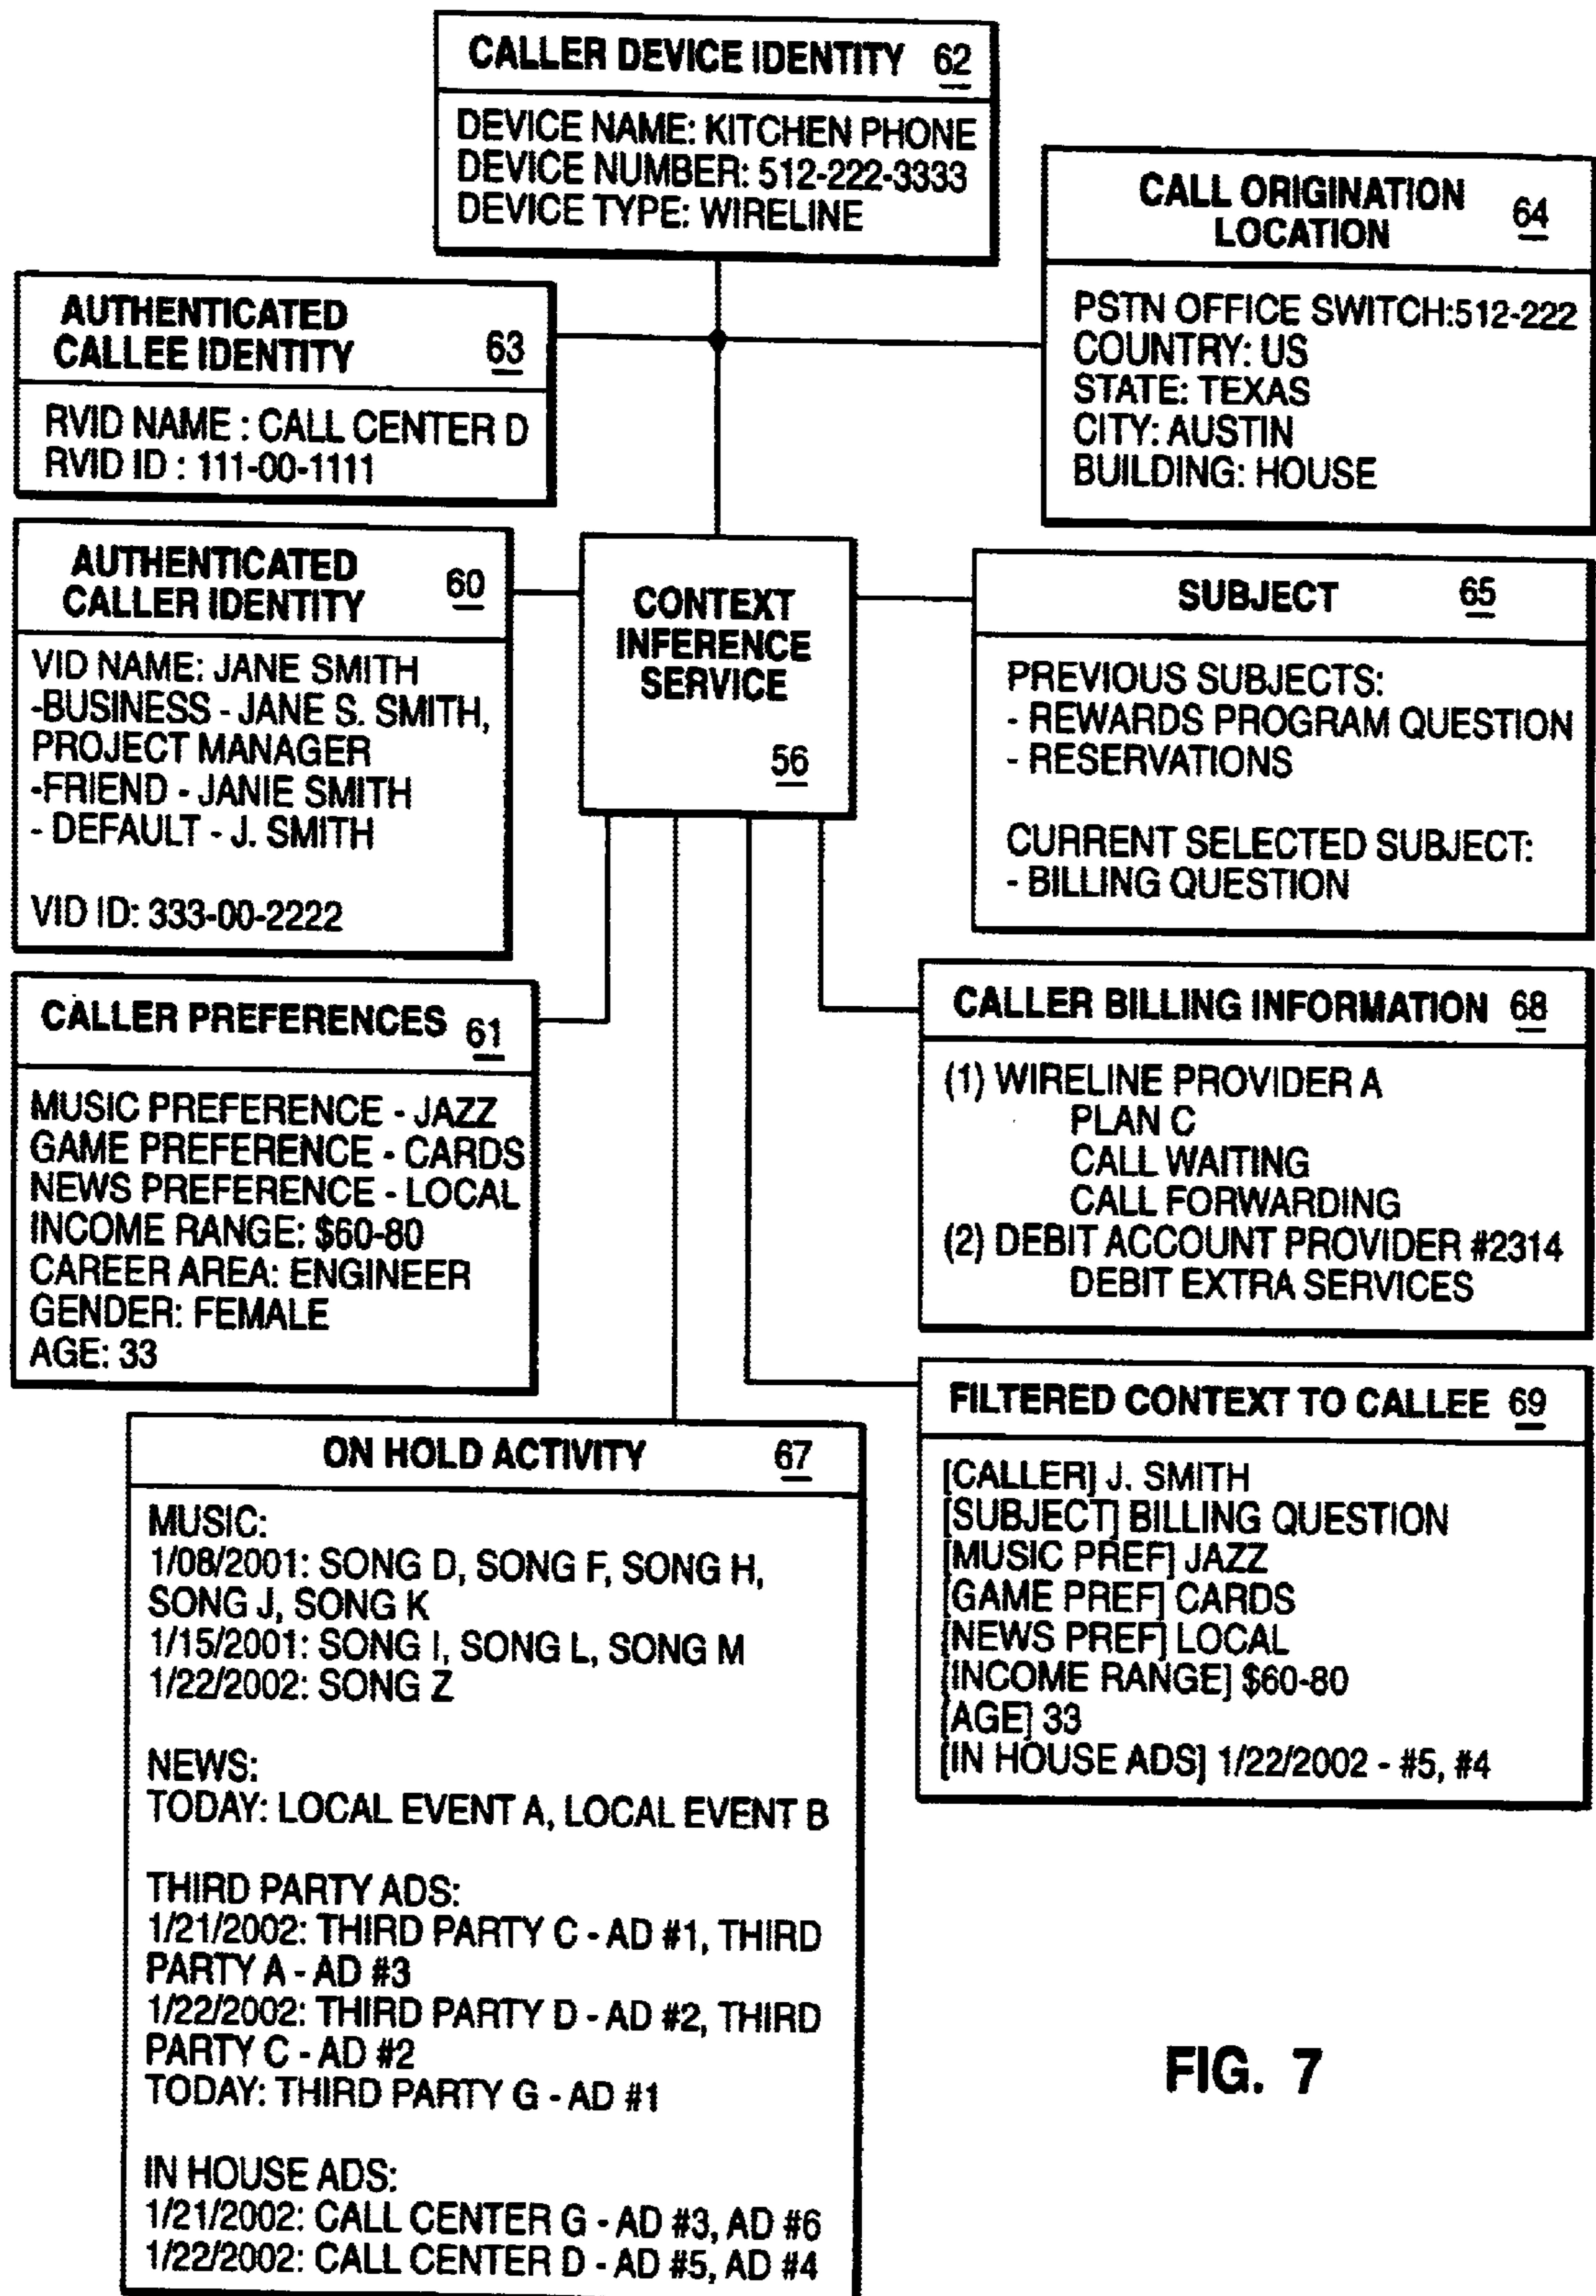 CALLER DEVICE IDENTITY 62
DEVICE NAME: KITCHEN PHONE
DEVICE NUMBER: 512-222-3333
DEVICE TYPE: WIRELINE
CALL ORIGINATION
LOCATION
64
PSTN OFFICE SWITCH:512-222
COUNTRY: US
STATE: TEXAS
CITY: AUSTIN
BUILDING: HOUSE
AUTHENTICATED
CALLEE IDENTITY 63
RVID NAME : CALL CENTER D
RVID ID : 111-00-1111
AUTHENTICATED
CALLER IDENTITY
60
VID NAME: JANE SMITH
-BUSINESS - JANE S. SMITH,
PROJECT MANAGER
-FRIEND - JANIE SMITH
- DEFAULT - J. SMITH
VID ID: 333-00-2222
CONTEXT
INFERENCE
SERVICE
56
SUBJECT 65
PREVIOUS SUBJECTS:
- REWARDS PROGRAM QUESTION
- RESERVATIONS
CURRENT SELECTED SUBJECT:
- BILLING QUESTION
CALLER PREFERENCES 61
MUSIC PREFERENCE - JAZZ
GAME PREFERENCE - CARDS
NEWS PREFERENCE - LOCAL
INCOME RANGE: $60-80
CAREER AREA: ENGINEER
GENDER: FEMALE
AGE: 33
CALLER BILLING INFORMATION 68
(1) WIRELINE PROVIDER A
PLAN C
CALL WAITING
CALL FORWARDING
(2) DEBIT ACCOUNT PROVIDER #2314
DEBIT EXTRA SERVICES
FILTERED CONTEXT TO CALLEE 69
[CALLER] J. SMITH
[SUBJECT] BILLING QUESTION
[MUSIC PREF] JAZZ
[GAME PREF] CARDS
[NEWS PREF] LOCAL
[INCOME RANGE] $60-80
[AGE] 33
[IN HOUSE ADS] 1/22/2002 - #5, #4
ON HOLD ACTIVITY 67
MUSIC:
1/08/2001: SONG D, SONG F, SONG H,
SONG J, SONG K
1/15/2001: SONG I, SONG L, SONG M
1/22/2002: SONG Z
NEWS:
TODAY: LOCAL EVENT A, LOCAL EVENT B
THIRD PARTY ADS:
1/21/2002: THIRD PARTY C - AD #1, THIRD
PARTY A - AD #3
1/22/2002: THIRD PARTY D - AD #2, THIRD
PARTY C - AD #2
TODAY: THIRD PARTY G - AD #1
IN HOUSE ADS:
1/21/2002: CALL CENTER G - AD #3, AD #6
1/22/2002: CALL CENTER D - AD #5, AD #4
FIG. 7